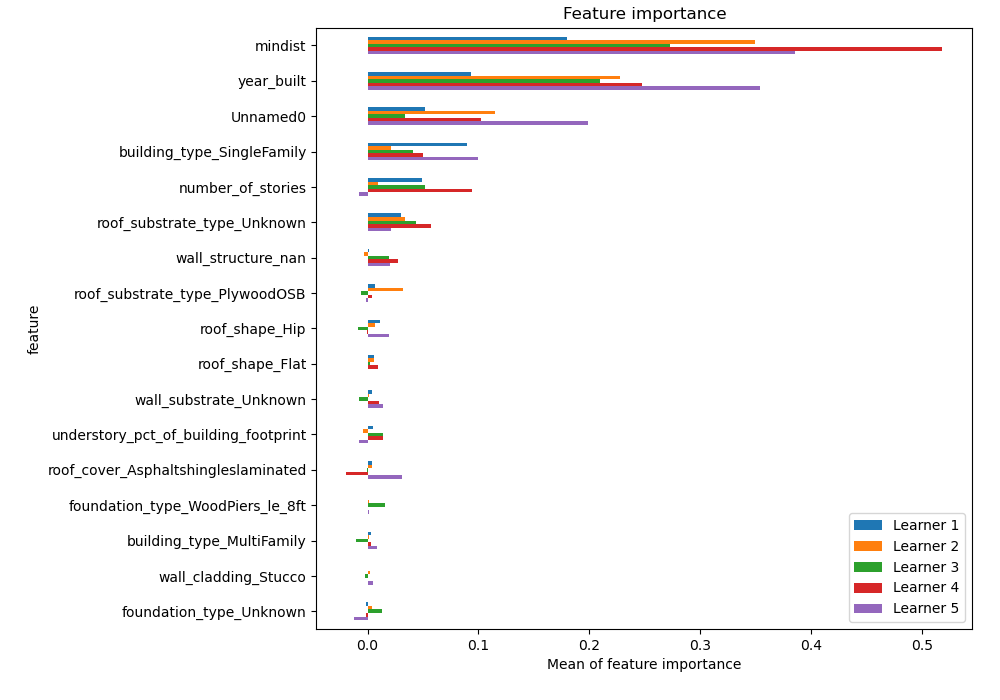 Feature importance
mindist
year_built
Unnamed0
building_type_SingleFamily
number_of_stories
roof_substrate_type_Unknown
wall_structure_nan
roof_substrate_type_PlywoodOSB
roof_shape_Hip
roof_shape_Flat
wall_substrate_Unknown
understory_pct_of_building_footprint
roof_cover_Asphaltshingleslaminated
foundation_type_WoodPiers_le_8ft
building_type_MultiFamily
wall_cladding_Stucco
foundation_type_Unknown
feature
Learner 1
Learner 2
Learner 3
Learner 4
Learner 5
0.0 0.1 0.2 0.3 0.4 0.5
Mean of feature importance